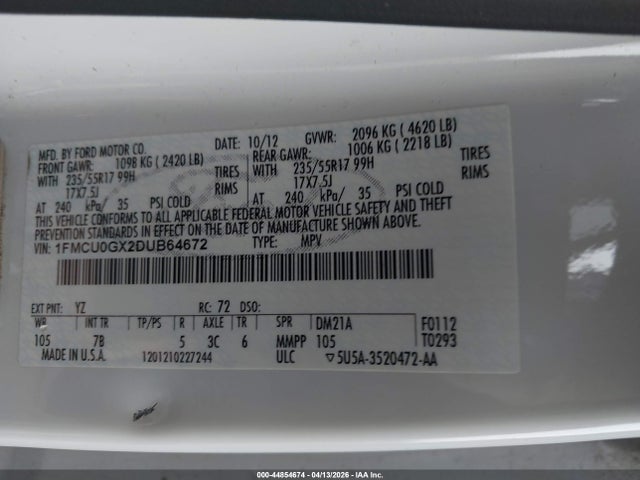 MFD. BY FORD MOTOR CO. DATE: 10/12 GVWR: 2096 KG ( 4620 LB)
FRONT GAWR: 1098 KG ( 2420 LB) REAR GAWR: 1006 KG ( 2218 LB)
WITH 235/55R17 99H TIRES WITH 235/55R17 99H TIRES
17X7.5J RIMS 17X7.5J RIMS
AT 240 kPa/ 35 PSI COLD AT 240 kPa/ 35 PSI COLD
THIS VEHICLE CONFORMS TO ALL APPLICABLE FEDERAL MOTOR VEHICLE SAFETY AND THEFT
PREVENTION STANDARDS IN EFFECT ON THE DATE OF MANUFACTURE SHOWN ABOVE.
VIN: 1FMCU0GX2DUB64672 TYPE: MPV
EXT PNT: YZ RC: 72 DSO:
WB INT TR TP/PS R AXLE TR SPR DM21A F0112
105 7B 5 3C 6 MMPP 105 T0293
MADE IN U.S.A. 1201210227244 ULC ▽5U5A-3520472-AA
000-44854674 | 04/13/2026 | IAA Inc.